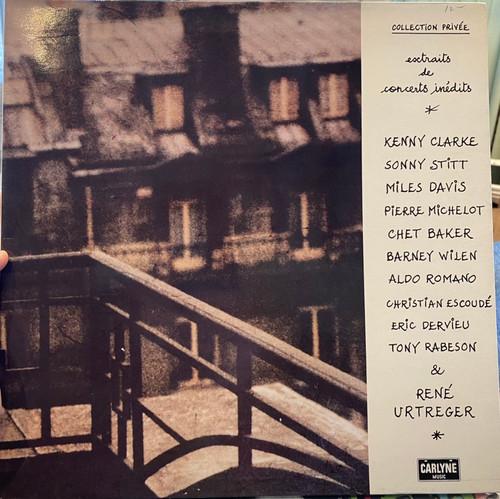 COLLECTION PRIVÉE
extraits
de
concerts inédits
*
KENNY CLARKE
SONNY STITT
MILES DAVIS
PIERRE MICHELOT
CHET BAKER
BARNEY WILEN
ALDO ROMANO
CHRISTIAN ESCOUDÉ
ERIC DERVIEU
TONY RABESON
&
RENÉ
URTREGER
*
CARLYNE
MUSIC